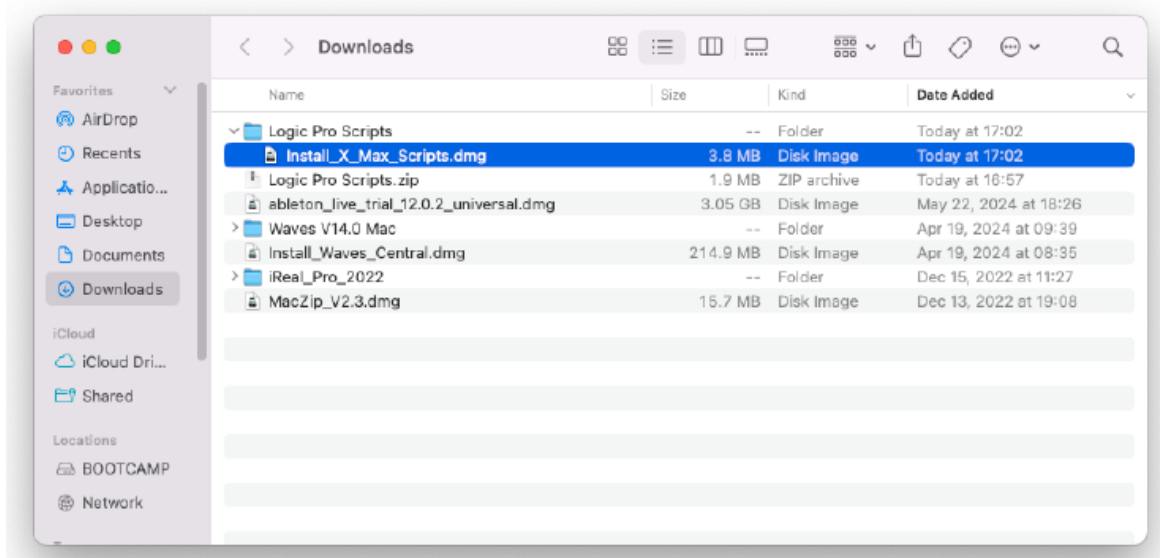 Downloads
Favorites
AirDrop
Recents
Applicatio...
Desktop
Documents
Downloads
iCloud
iCloud Dri...
Shared
Locations
BOOTCAMP
Network
Name Size Kind Date Added
Logic Pro Scripts -- Folder Today at 17:02
Install_X_Max_Scripts.dmg 3.8 MB Disk Image Today at 17:02
Logic Pro Scripts.zip 1.9 MB ZIP archive Today at 16:57
ableton_live_trial_12.0.2_universal.dmg 3.05 GB Disk Image May 22, 2024 at 18:26
Waves V14.0 Mac -- Folder Apr 19, 2024 at 09:39
Install_Waves_Central.dmg 214.9 MB Disk Image Apr 19, 2024 at 08:35
iReal_Pro_2022 -- Folder Dec 15, 2022 at 11:27
MacZip_V2.3.dmg 15.7 MB Disk Image Dec 13, 2022 at 19:08